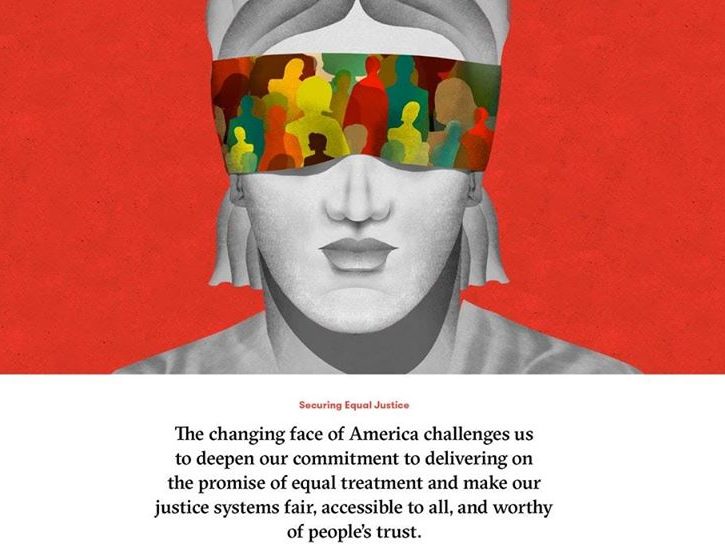 Securing Equal Justice
The changing face of America challenges us
to deepen our commitment to delivering on
the promise of equal treatment and make our
justice systems fair, accessible to all, and worthy
of people's trust.